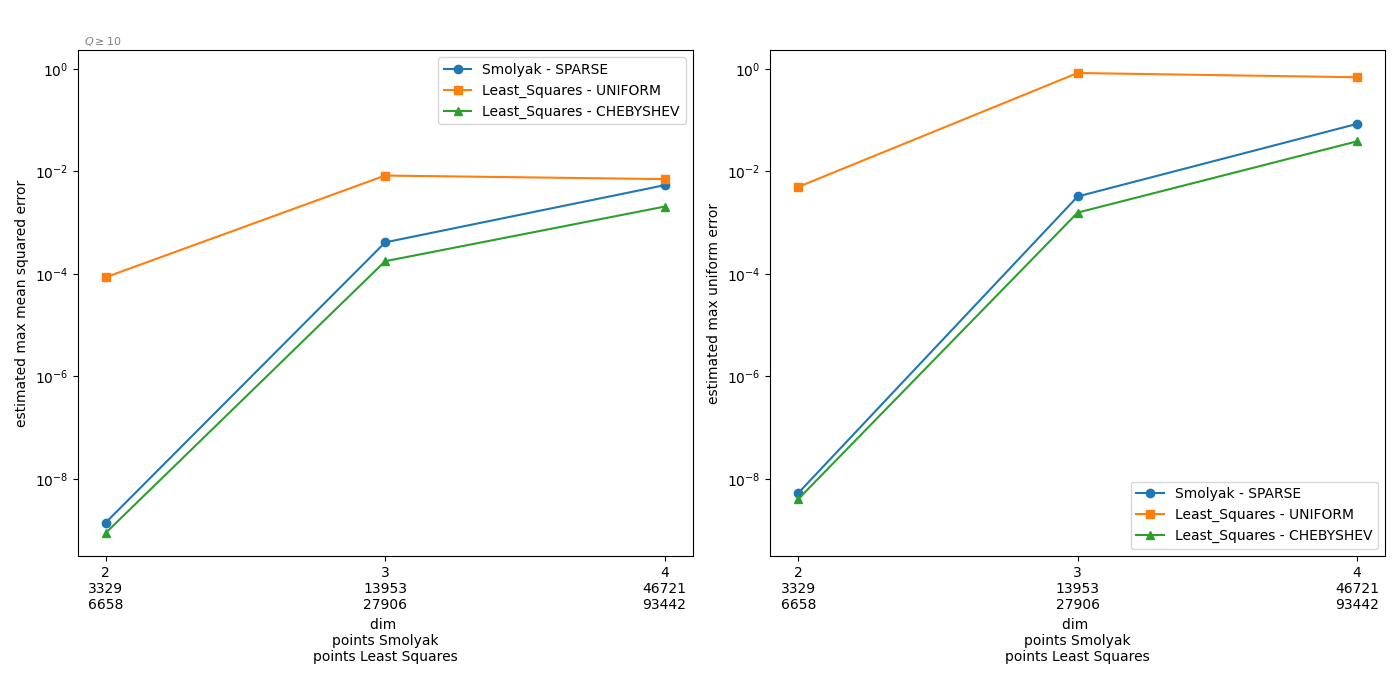 Q ≥ 10
estimated max mean squared error
10⁰
10⁻²
10⁻⁴
10⁻⁶
10⁻⁸
Smolyak - SPARSE
Least_Squares - UNIFORM
Least_Squares - CHEBYSHEV
2 3 4
3329 13953 46721
6658 27906 93442
dim
points Smolyak
points Least Squares
estimated max uniform error
10⁰
10⁻²
10⁻⁴
10⁻⁶
10⁻⁸
Smolyak - SPARSE
Least_Squares - UNIFORM
Least_Squares - CHEBYSHEV
2 3 4
3329 13953 46721
6658 27906 93442
dim
points Smolyak
points Least Squares